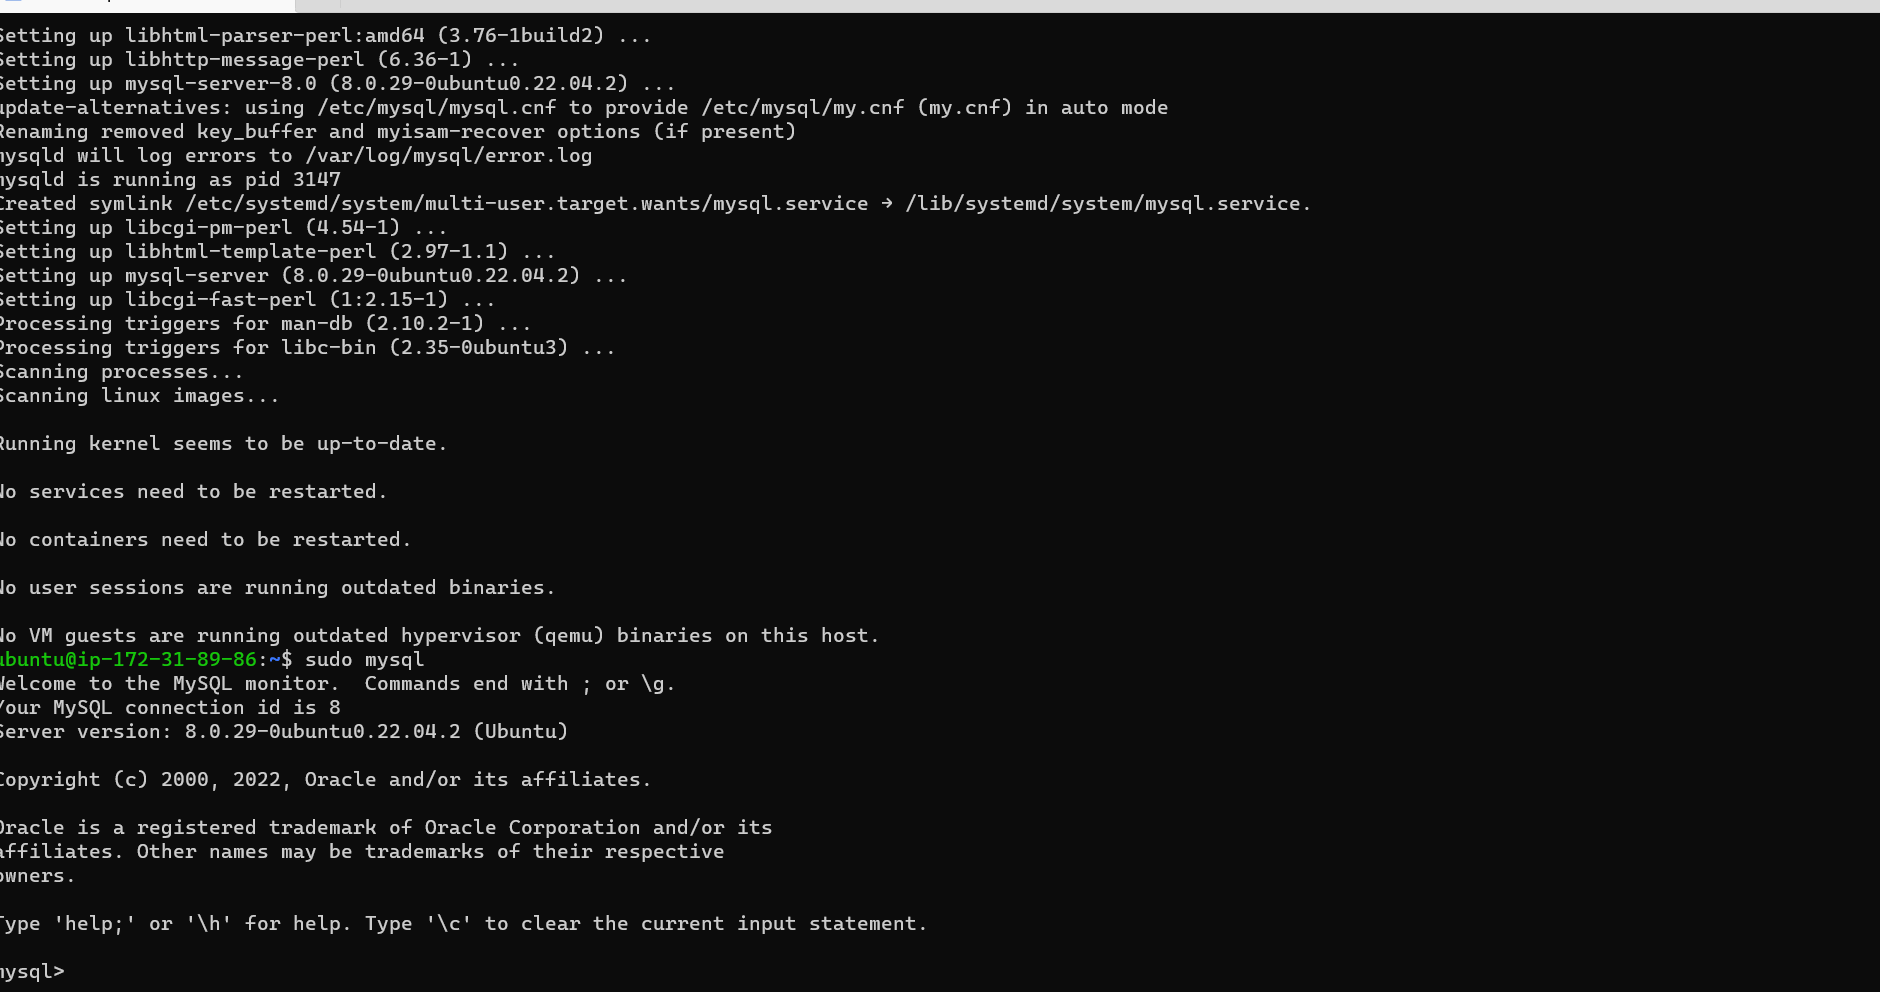 Setting up libhtml-parser-perl:amd64 (3.76-1build2) ...
Setting up libhttp-message-perl (6.36-1) ...
Setting up mysql-server-8.0 (8.0.29-0ubuntu0.22.04.2) ...
update-alternatives: using /etc/mysql/mysql.cnf to provide /etc/mysql/my.cnf (my.cnf) in auto mode
Renaming removed key_buffer and myisam-recover options (if present)
mysqld will log errors to /var/log/mysql/error.log
mysqld is running as pid 3147
Created symlink /etc/systemd/system/multi-user.target.wants/mysql.service → /lib/systemd/system/mysql.service.
Setting up libcgi-pm-perl (4.54-1) ...
Setting up libhtml-template-perl (2.97-1.1) ...
Setting up mysql-server (8.0.29-0ubuntu0.22.04.2) ...
Setting up libcgi-fast-perl (1:2.15-1) ...
Processing triggers for man-db (2.10.2-1) ...
Processing triggers for libc-bin (2.35-0ubuntu3) ...
Scanning processes...
Scanning linux images...
Running kernel seems to be up-to-date.
No services need to be restarted.
No containers need to be restarted.
No user sessions are running outdated binaries.
No VM guests are running outdated hypervisor (qemu) binaries on this host.
ubuntu@ip-172-31-89-86:~$ sudo mysql
Welcome to the MySQL monitor.  Commands end with ; or \g.
Your MySQL connection id is 8
Server version: 8.0.29-0ubuntu0.22.04.2 (Ubuntu)
Copyright (c) 2000, 2022, Oracle and/or its affiliates.
Oracle is a registered trademark of Oracle Corporation and/or its
affiliates. Other names may be trademarks of their respective
owners.
Type 'help;' or '\h' for help. Type '\c' to clear the current input statement.
mysql>